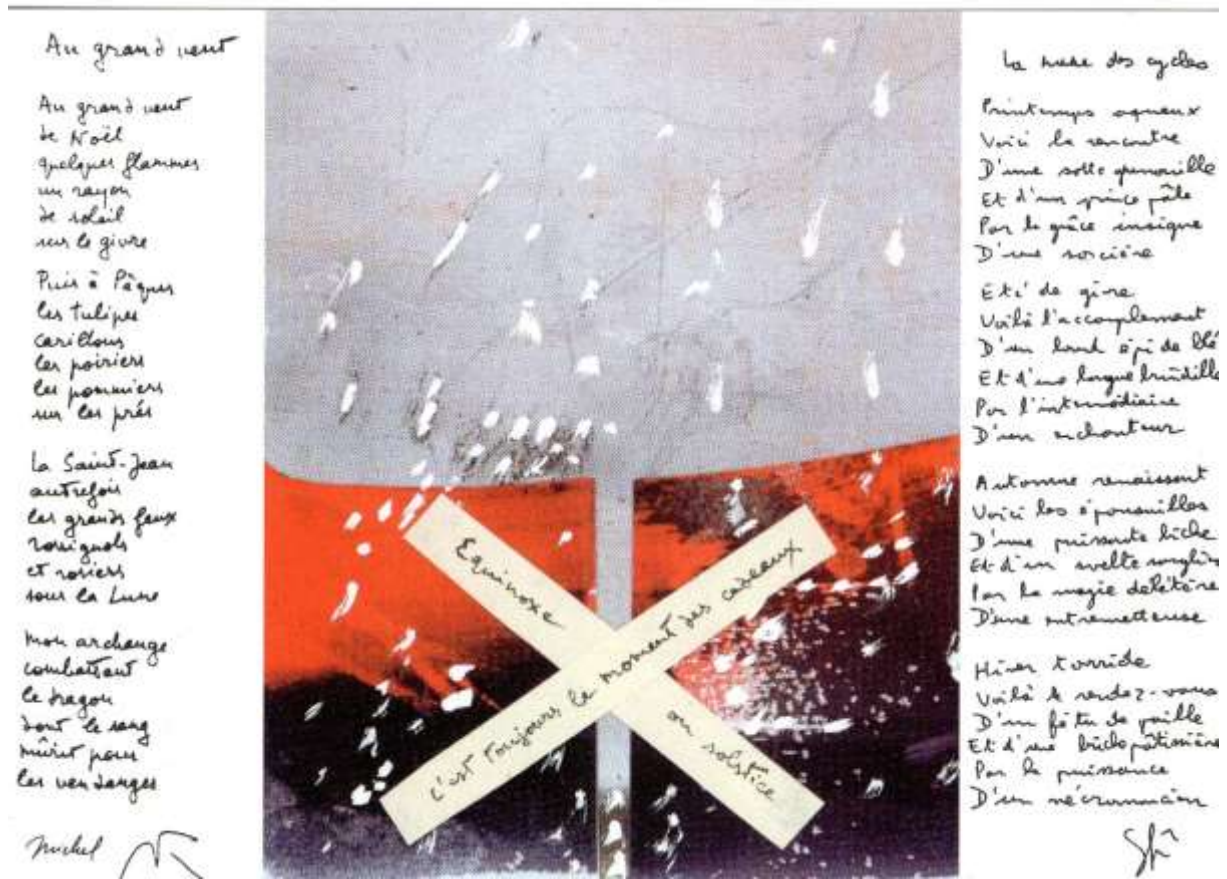 Au grand vent
Au grand vent
de Noël
quelques flammes
un rayon
de soleil
sur le givre
Puis à Pâques
les tulipes
carillons
les poiriers
les pommiers
sur les prés
La Saint-Jean
autrefois
les grands feux
rossignols
et rosiers
sous la Lune
Mon archange
combattant
le dragon
dont le sang
mûrit pour
les vendanges
Michel
Equinoxe
ou solstice
C'est toujours le moment des cadeaux
La des cycles
Printemps aqueux
Voici la rencontre
D'une sotte grenouille
Et d'un prince pâle
Par la grâce insigne
D'une sorcière
Eté de givre
Voilà l'accouplement
D'un épi de blé
Et d'une longue brindille
Par l'intermédiaire
D'un enchanteur
Automne renaissant
Voici les épousailles
D'une puissante biche
Et d'un svelte sanglier
Par la magie délétère
D'une entremetteuse
Hiver torride
Voilà le rendez-vous
D'un fétu de paille
Et d'une pâtissière
Par la puissance
D'un nécromancien